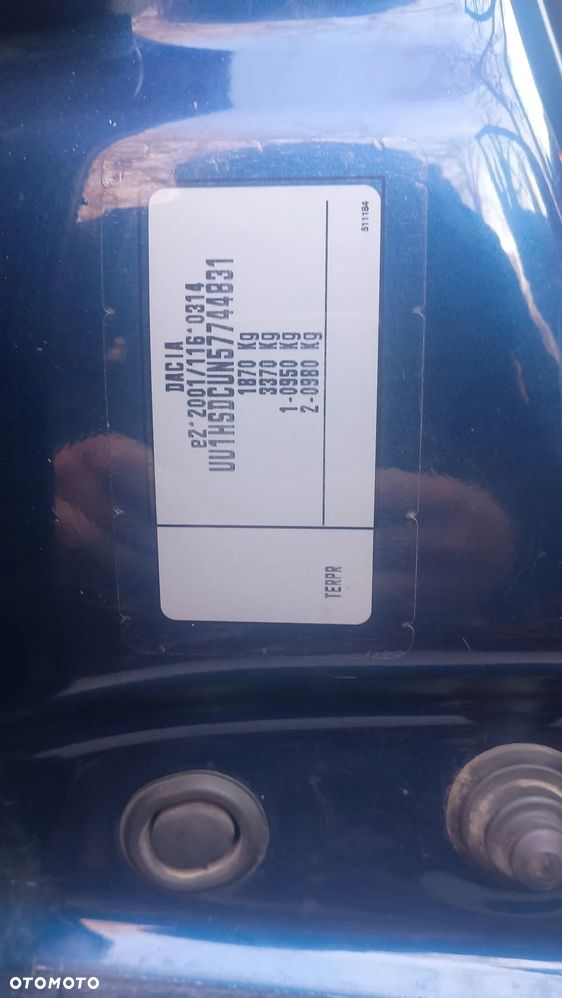 DACIA
e2*2001/116*0314
UU1HSDCUN57744831
1870 Kg
3370 Kg
1-0950 Kg
2-0980 Kg
TERPR
511184
OTOMOTO